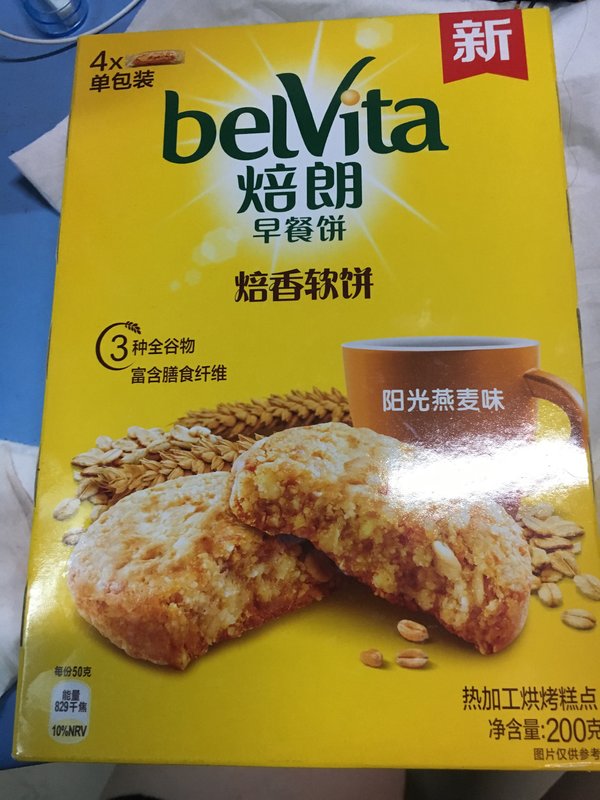 4x
单包装
新
belVita
焙朗
早餐饼
焙香软饼
3种全谷物
富含膳食纤维
阳光燕麦味
每份50克
能量
829千焦
10%NRV
热加工烘烤糕点
净含量:200克
图片仅供参考